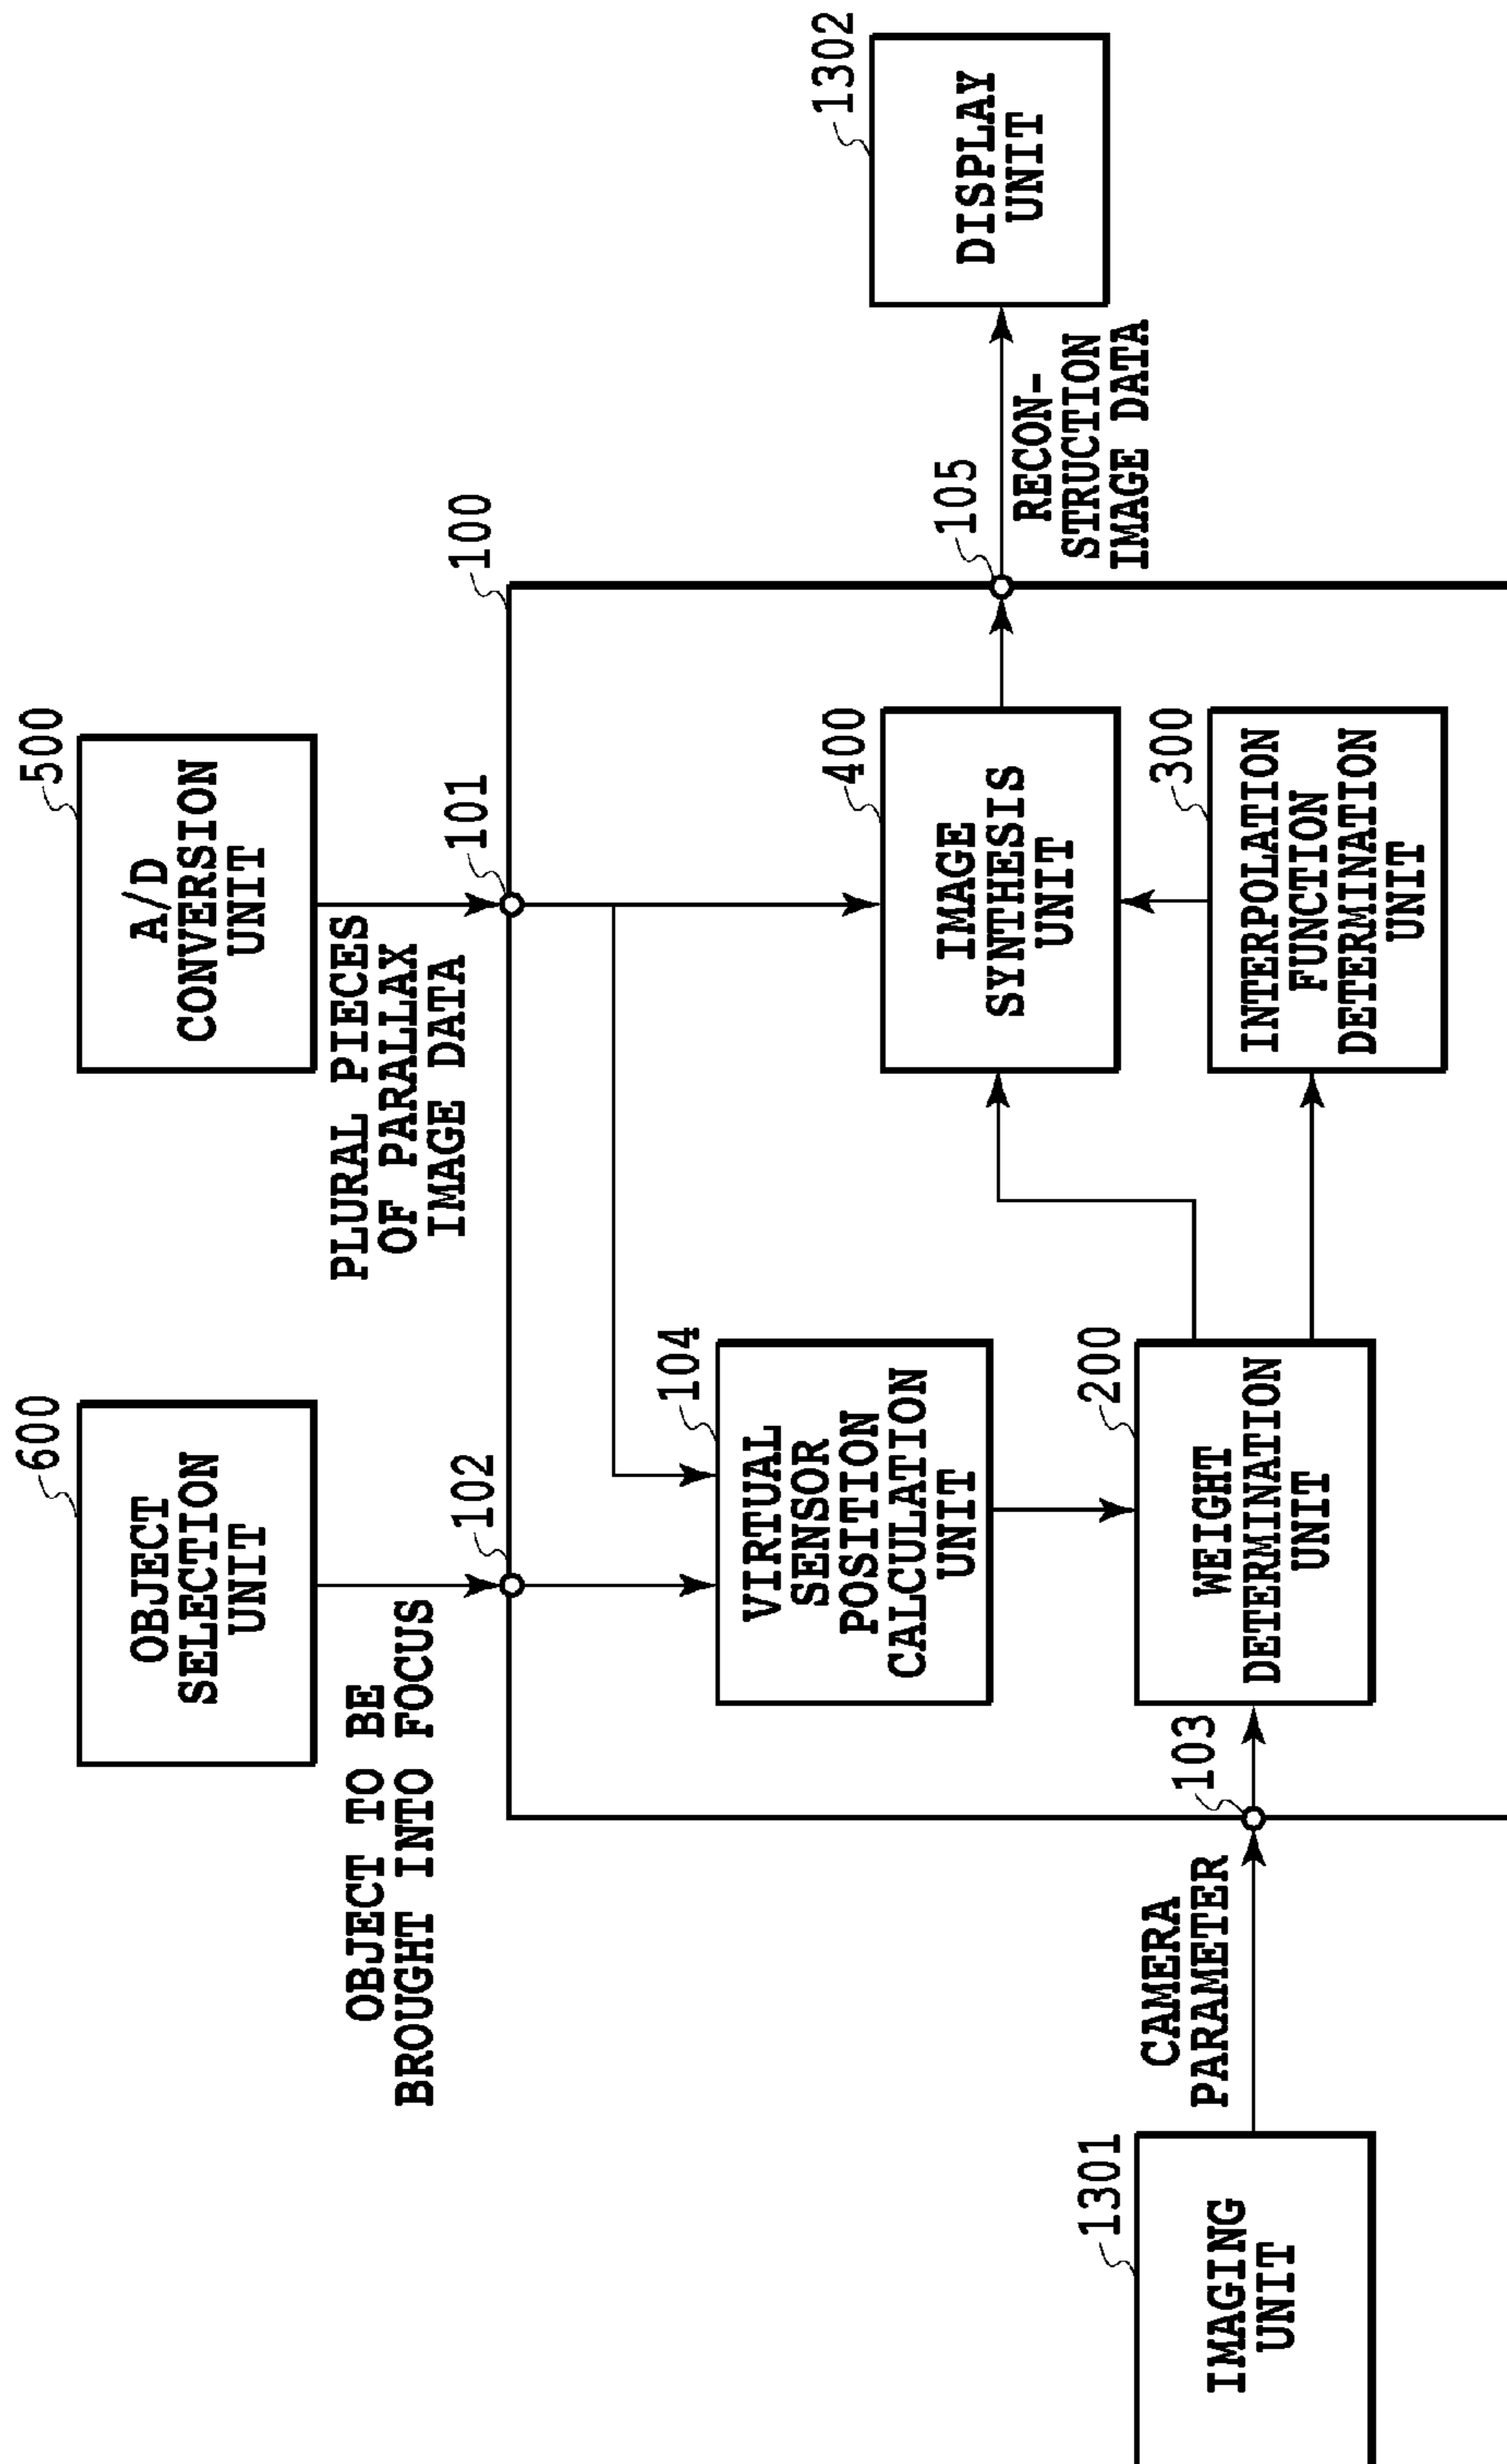 600
OBJECT
SELECTION
UNIT
500
A/D
CONVERSION
UNIT
OBJECT TO BE
BROUGHT INTO FOCUS
PLURAL PIECES
OF PARALLAX
IMAGE DATA
102
101
100
104
VIRTUAL
SENSOR
POSITION
CALCULATION
UNIT
400
IMAGE
SYNTHESIS
UNIT
105
RECON-
STRUCTION
IMAGE DATA
1302
DISPLAY
UNIT
1301
IMAGING
UNIT
CAMERA
PARAMETER
103
200
WEIGHT
DETERMINATION
UNIT
300
INTERPOLATION
FUNCTION
DETERMINATION
UNIT